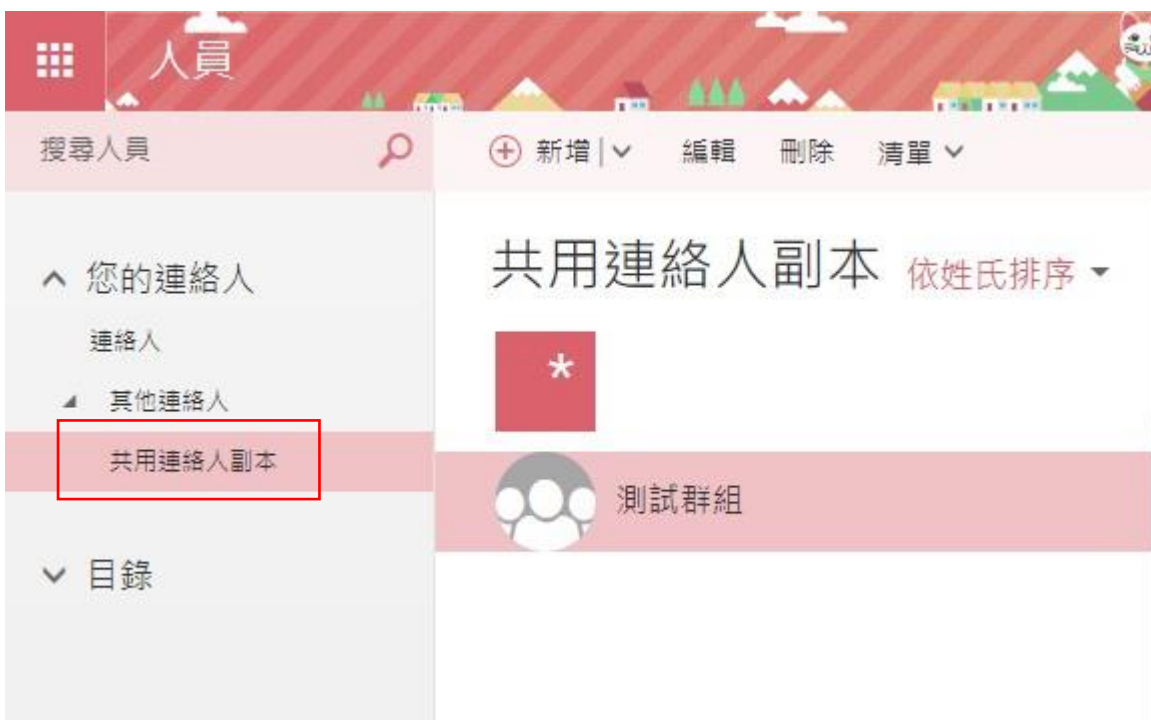 人員
搜尋人員
新增 | 編輯 刪除 清單
您的連絡人
連絡人
其他連絡人
共用連絡人副本
目錄
共用連絡人副本 依姓氏排序
*
測試群組